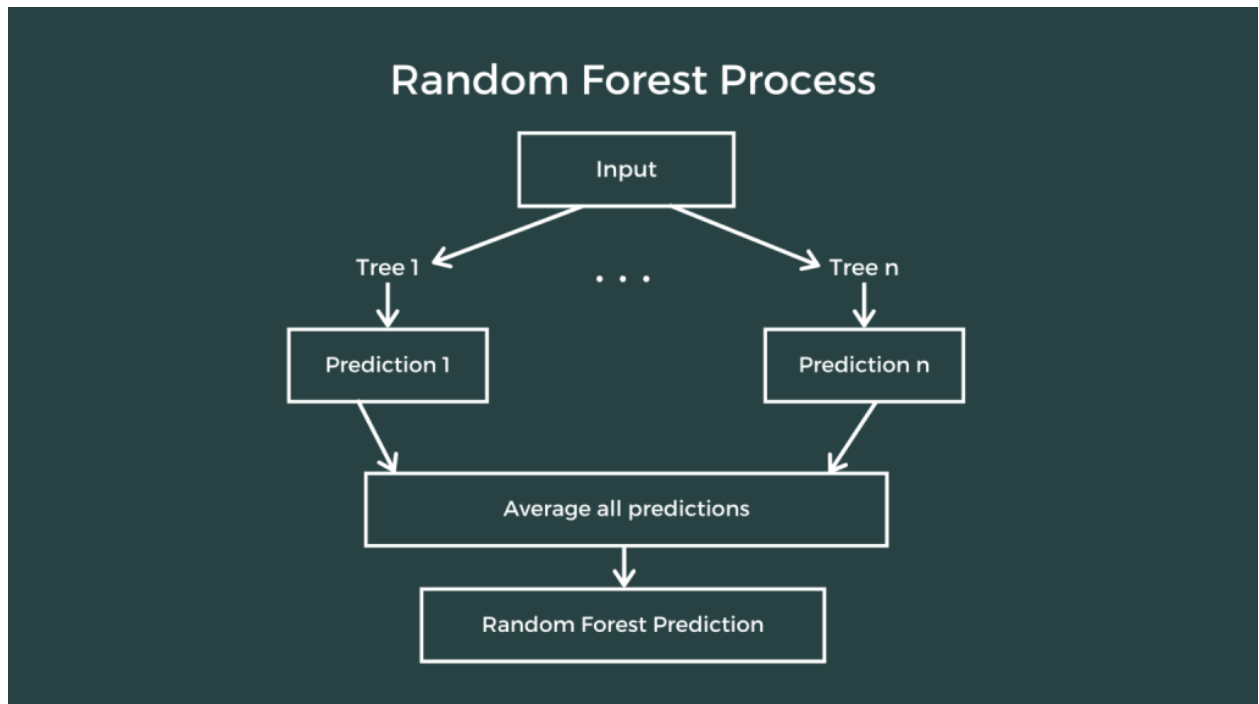 Random Forest Process
Input
Tree 1
. . .
Tree n
Prediction 1
Prediction n
Average all predictions
Random Forest Prediction